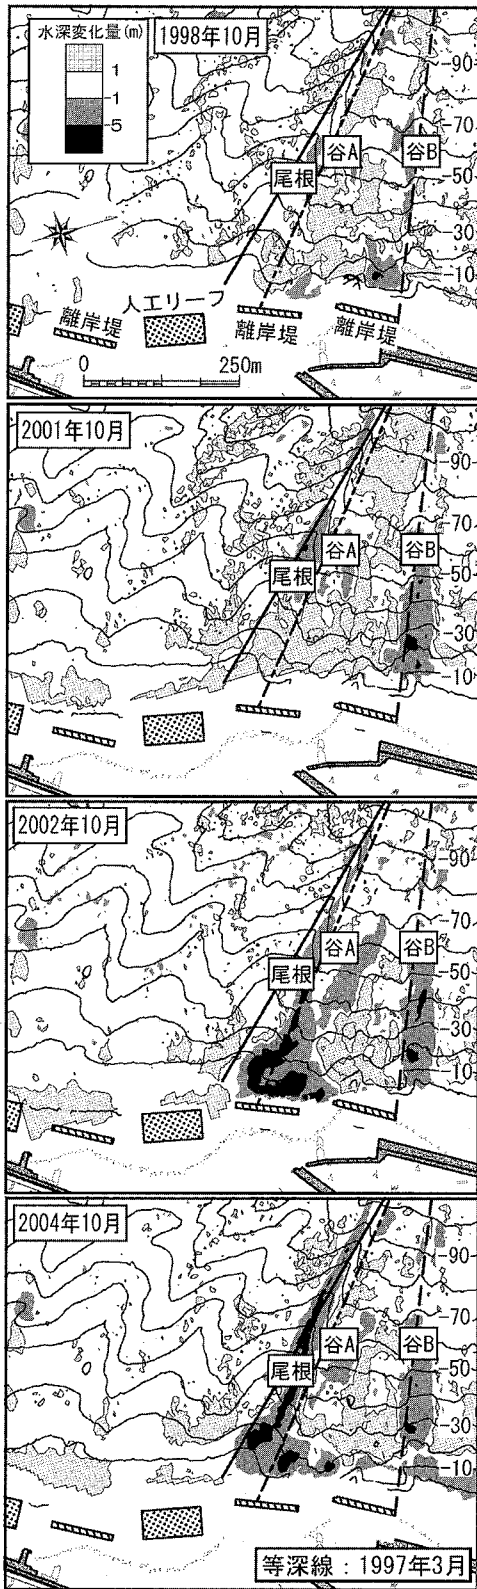 水深変化量(m)
1
-1
-5
1998年10月
-90
-70
谷A
谷B
尾根
-50
-30
-10
人工リーフ
離岸堤
離岸堤
離岸堤
0
250m
2001年10月
-90
-70
谷A
谷B
尾根
-50
-30
-10
2002年10月
-90
-70
谷A
谷B
尾根
-50
-30
-10
2004年10月
-90
-70
谷A
谷B
尾根
-50
-30
-10
等深線：1997年3月